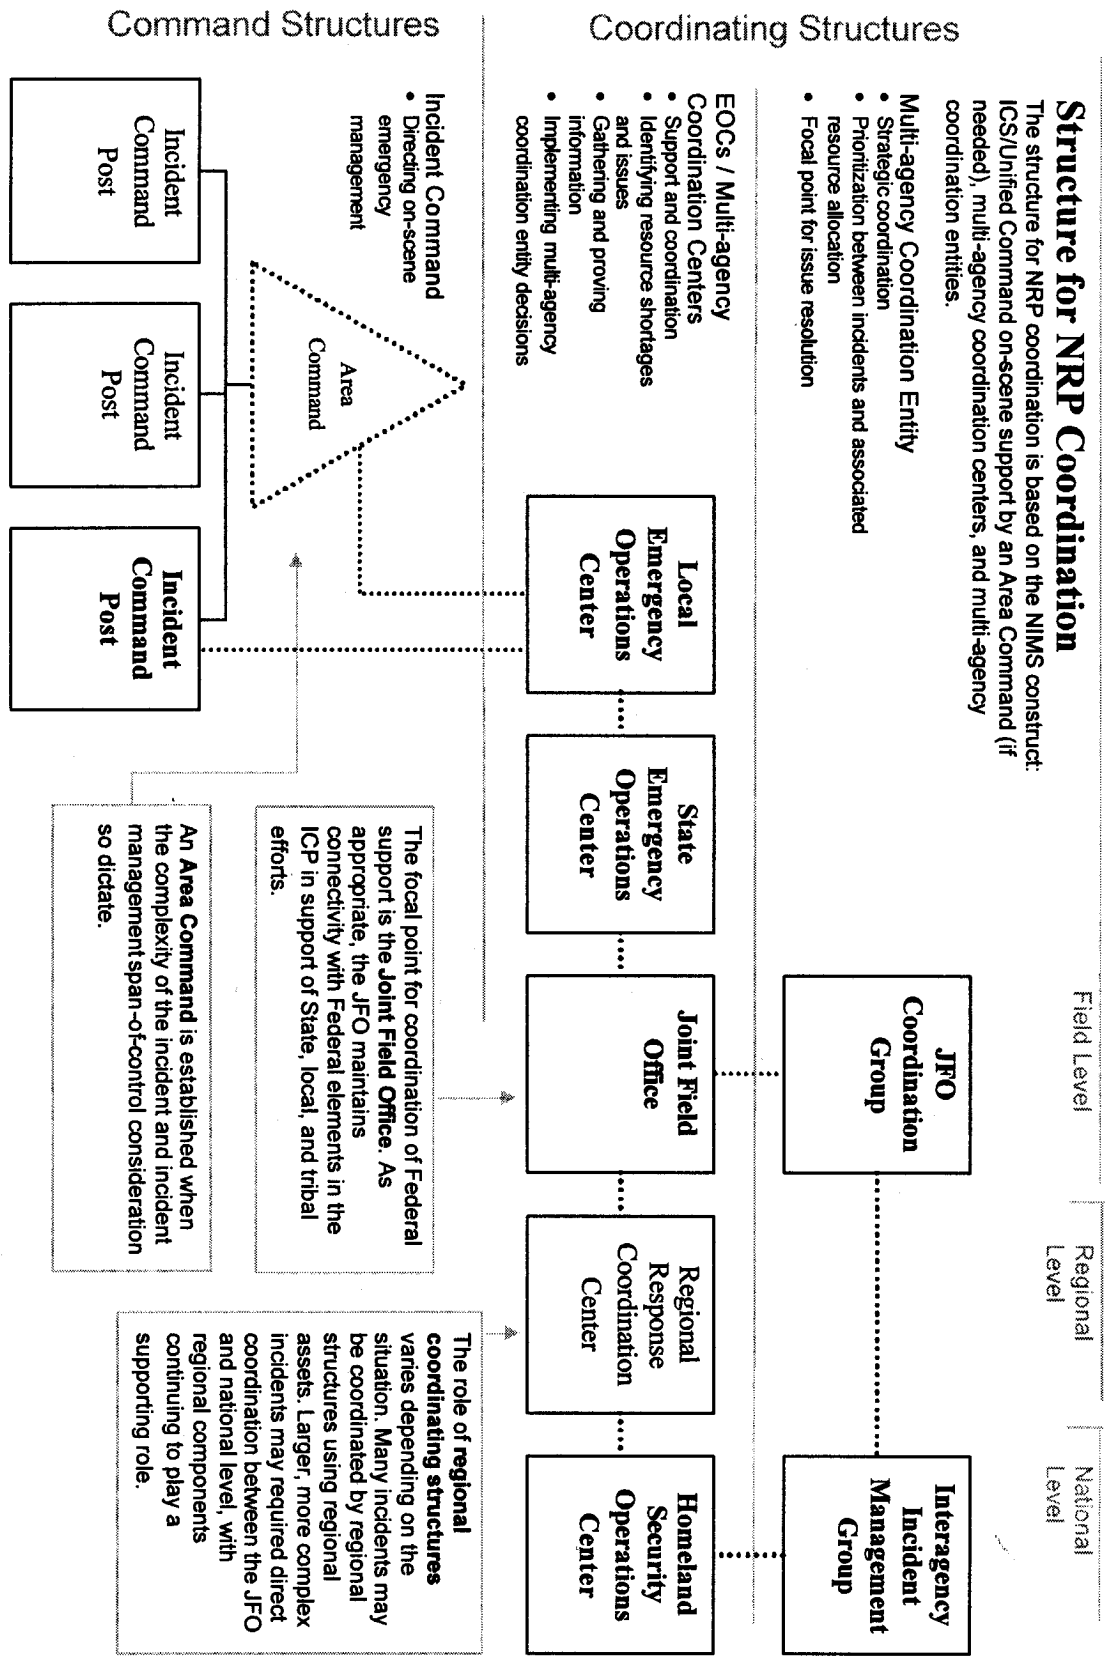 Structure for NRP Coordination
The structure for NRP coordination is based on the NIMS construct:
ICS/Unified Command on-scene support by an Area Command (if
needed), multi-agency coordination centers, and multi-agency
coordination entities.
Field Level
Regional
Level
National
Level
Coordinating Structures
Multi-agency Coordination Entity
• Strategic coordination
• Prioritization between incidents and associated
resource allocation
• Focal point for issue resolution
JFO
Coordination
Group
Interagency
Incident
Management
Group
EOCs / Multi-agency
Coordination Centers
• Support and coordination
• Identifying resource shortages
and issues
• Gathering and proving
information
• Implementing multi-agency
coordination entity decisions
Local
Emergency
Operations
Center
State
Emergency
Operations
Center
Joint Field
Office
Regional
Response
Coordination
Center
Homeland
Security
Operations
Center
Command Structures
Incident Command
• Directing on-scene
emergency
management
Area
Command
Incident
Command
Post
Incident
Command
Post
Incident
Command
Post
The focal point for coordination of Federal
support is the Joint Field Office. As
appropriate, the JFO maintains
connectivity with Federal elements in the
ICP in support of State, local, and tribal
efforts.
An Area Command is established when
the complexity of the incident and incident
management span-of-control consideration
so dictate.
The role of regional
coordinating structures
varies depending on the
situation. Many incidents may
be coordinated by regional
structures using regional
assets. Larger, more complex
incidents may required direct
coordination between the JFO
and national level, with
regional components
continuing to play a
supporting role.